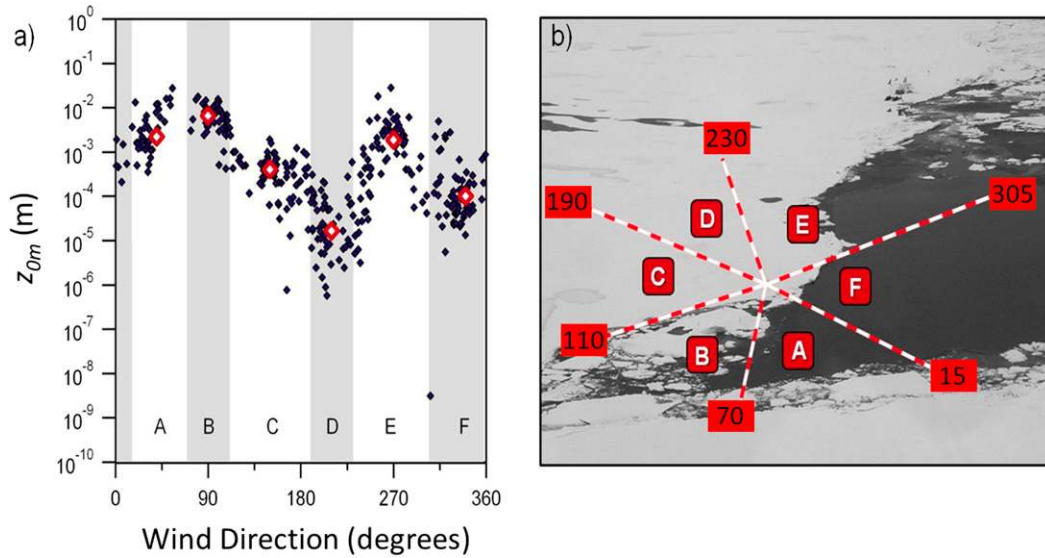 a)
z0m (m)
10^0
10^-1
10^-2
10^-3
10^-4
10^-5
10^-6
10^-7
10^-8
10^-9
10^-10
A B C D E F
0 90 180 270 360
Wind Direction (degrees)
b)
230
190
305
D
E
C
F
110
B
A
15
70